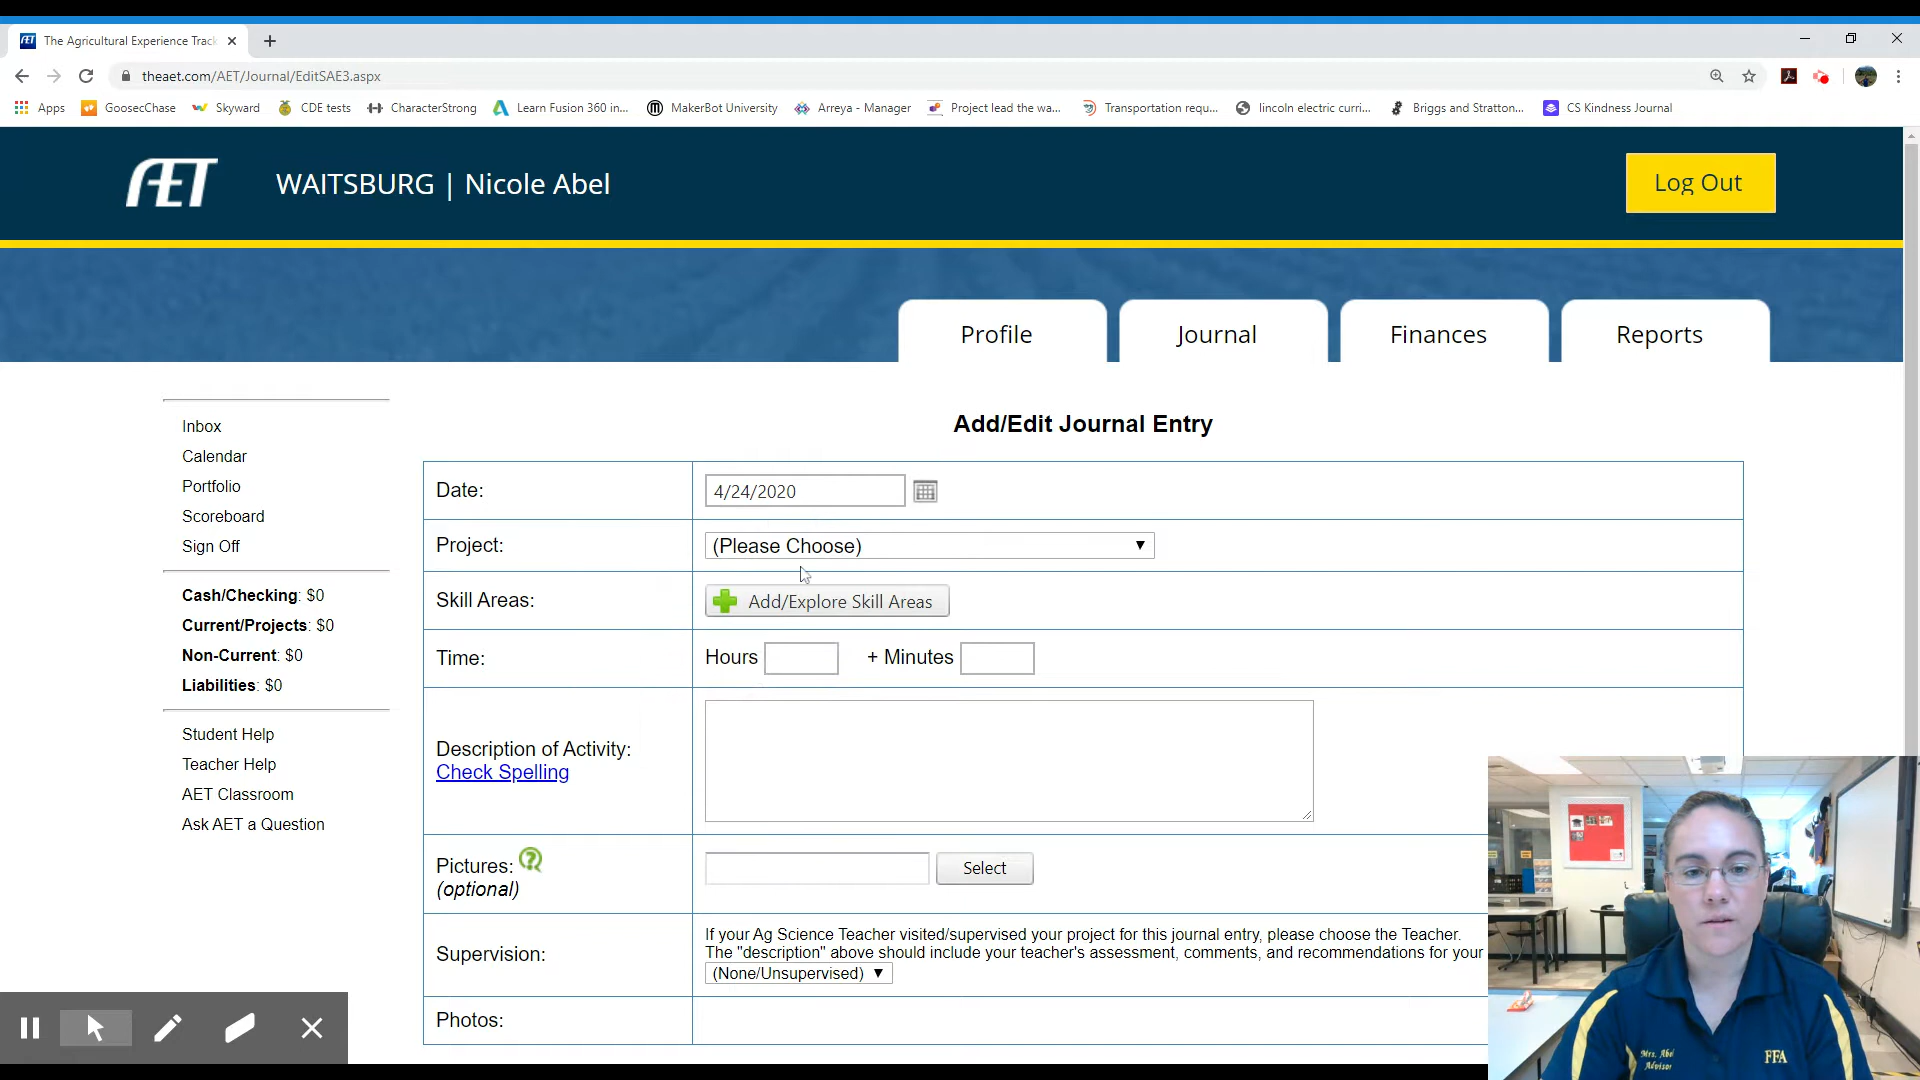 The Agricultural Experience Track
theaet.com/AET/Journal/EditSAE3.aspx
Apps GoosecChase Skyward CDE tests CharacterStrong Learn Fusion 360 in... MakerBot University Arreya - Manager Project lead the wa... Transportation requ... lincoln electric curri... Briggs and Stratton... CS Kindness Journal
AET WAITSBURG | Nicole Abel Log Out
Profile Journal Finances Reports
Inbox
Calendar
Portfolio
Scoreboard
Sign Off
Cash/Checking: $0
Current/Projects: $0
Non-Current: $0
Liabilities: $0
Student Help
Teacher Help
AET Classroom
Ask AET a Question
Add/Edit Journal Entry
Date: 4/24/2020
Project: (Please Choose)
Skill Areas: Add/Explore Skill Areas
Time: Hours + Minutes
Description of Activity:
Check Spelling
Pictures: Select
(optional)
Supervision: If your Ag Science Teacher visited/supervised your project for this journal entry, please choose the Teacher.
The "description" above should include your teacher's assessment, comments, and recommendations for your
(None/Unsupervised)
Photos:
Mrs. Abel
Advisor
FFA